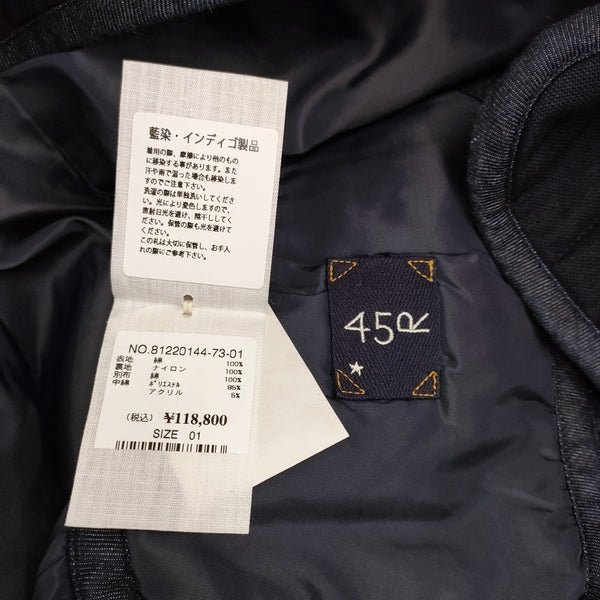 藍染・インディゴ製品
着用の際、摩擦により他のもの
に移染する事があります。また
汗や雨で湿った場合も移染しま
すのでご注意下さい。
洗濯の際は単独洗いしてくださ
い。光により変色しますので、
直射日光を避け、陰干ししてく
ださい。保管の際も光を避けて
ください。
この札は大切に保管し、お手入
れの際にご参考下さい。
NO.81220144-73-01
表地 綿 100%
裏地 ナイロン 100%
別布 綿 100%
中綿 ポリエステル 95%
アクリル 5%
(税込) ¥118,800
SIZE 01
45R